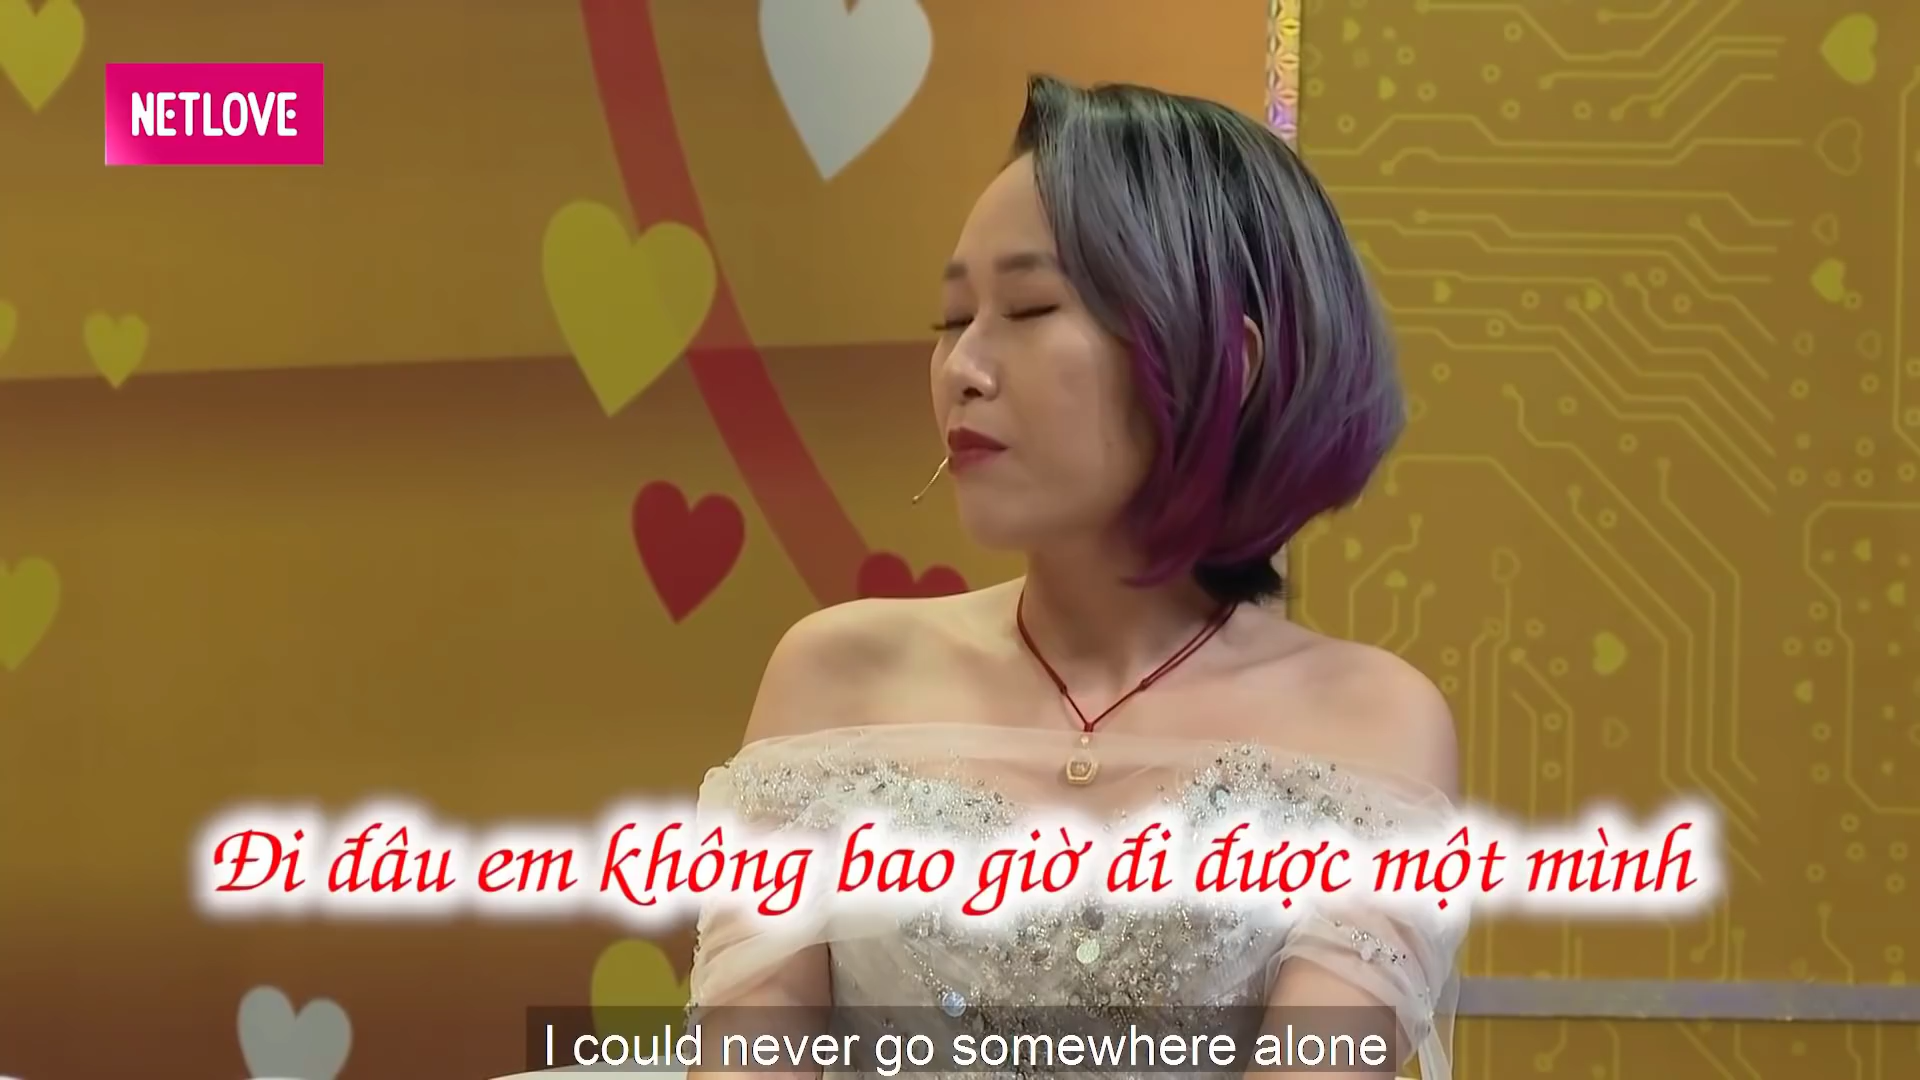 NETLOVE
Đi đâu em không bao giờ đi được một mình
I could never go somewhere alone